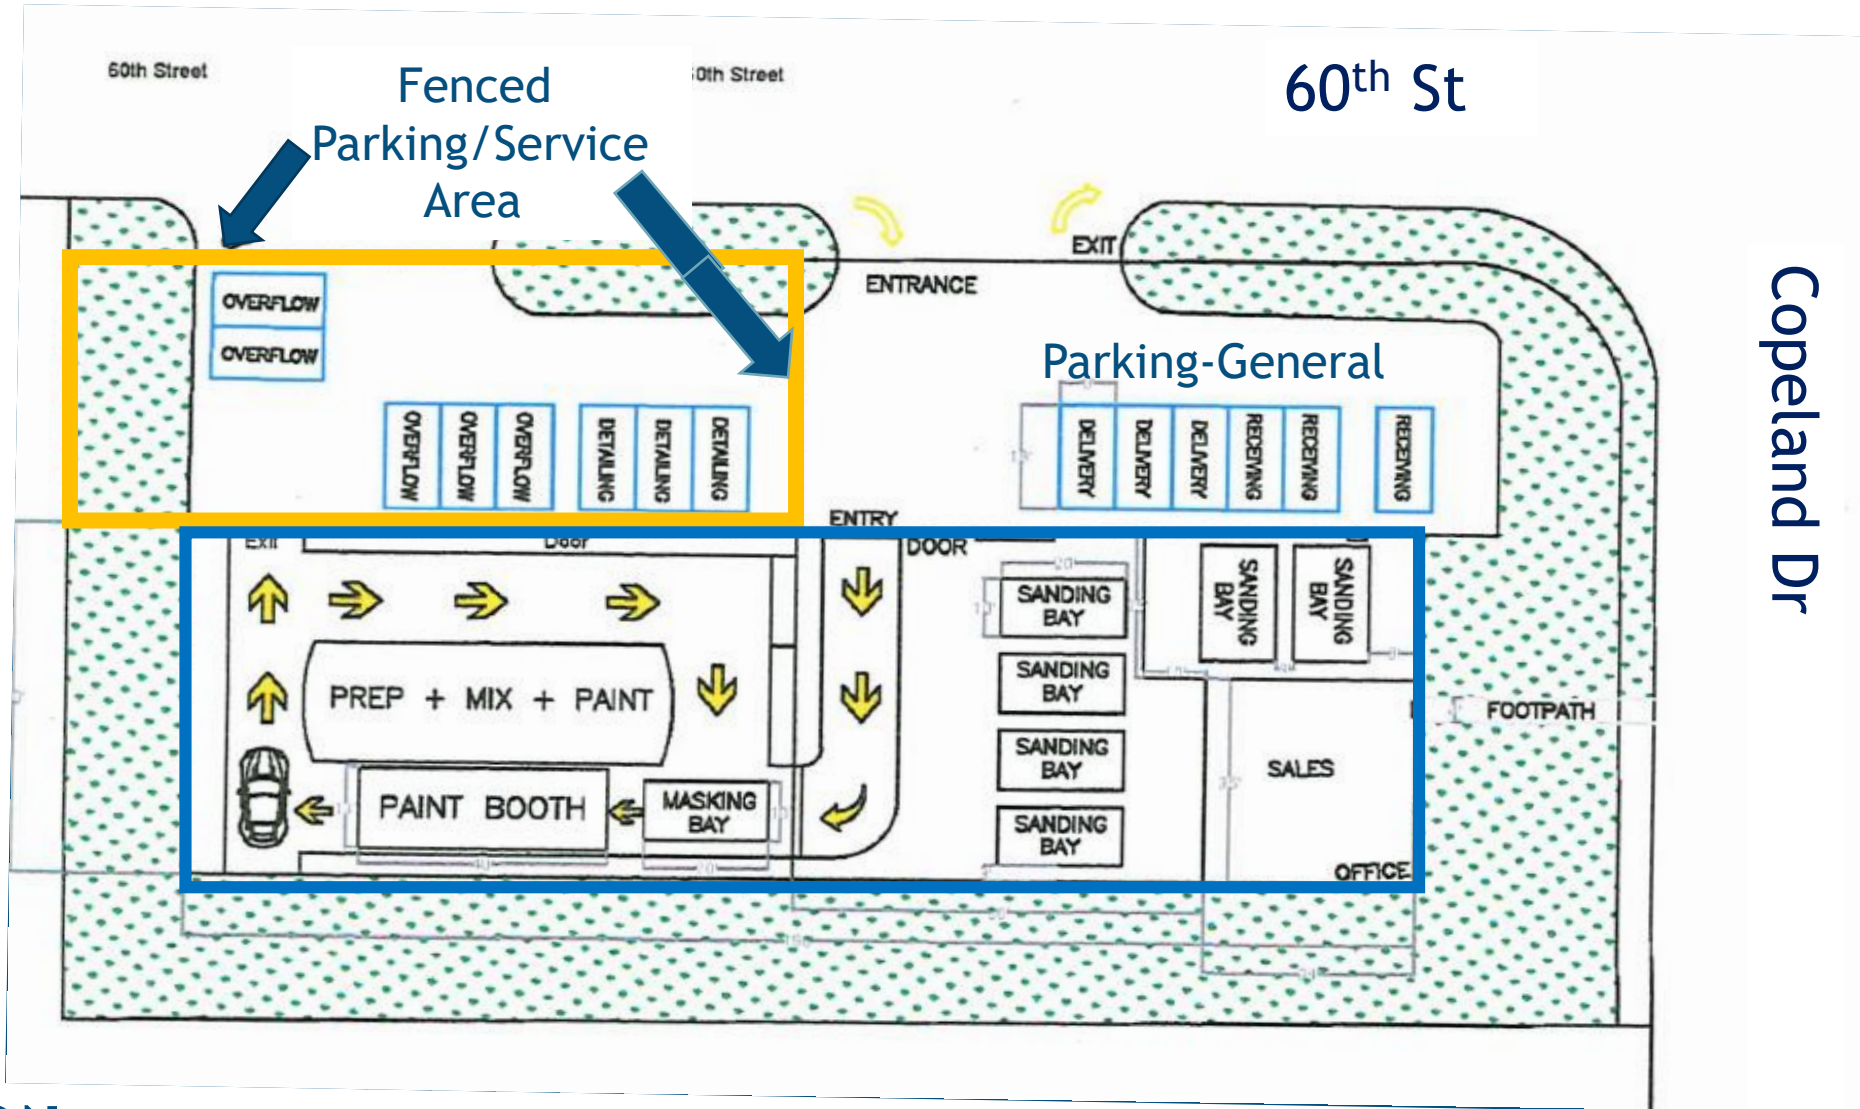 60th Street
0th Street
Fenced
Parking/Service
Area
60th St
Copeland Dr
EXIT
ENTRANCE
OVERFLOW
OVERFLOW
Parking-General
OVERFLOW
OVERFLOW
OVERFLOW
DETAILING
DETAILING
DETAILING
DELIVERY
DELIVERY
DELIVERY
RECEIVING
RECEIVING
RECEIVING
ENTRY
DOOR
Exit
Door
SANDING
BAY
SANDING
BAY
SANDING
BAY
PREP + MIX + PAINT
SANDING
BAY
FOOTPATH
SANDING
BAY
SALES
PAINT BOOTH
MASKING
BAY
SANDING
BAY
OFFICE